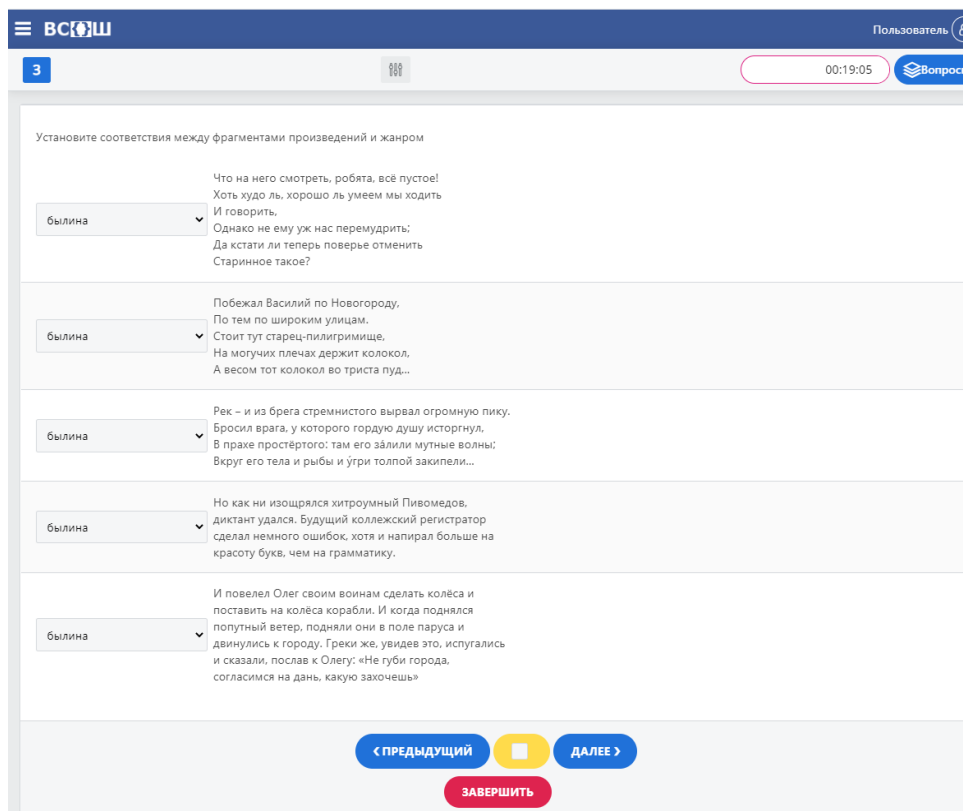 ВСОШ
Пользователь
3
00:19:05
Вопросы
Установите соответствия между фрагментами произведений и жанром
былина
Что на него смотреть, робята, всё пустое!
Хоть худо ль, хорошо ль умеем мы ходить
И говорить,
Однако не ему уж нас перемудрить;
Да кстати ли теперь поверье отменить
Старинное такое?
былина
Побежал Василий по Новогороду,
По тем по широким улицам.
Стоит тут старец-пилигримище,
На могучих плечах держит колокол,
А весом тот колокол во триста пуд...
былина
Рек – и из брега стремнистого вырвал огромную пику.
Бросил врага, у которого гордую душу исторгнул,
В прахе простёртого: там его за́лили мутные волны;
Вкруг его тела и рыбы и у́гри толпой закипели...
былина
Но как ни изощрялся хитроумный Пивомедов,
диктант удался. Будущий коллежский регистратор
сделал немного ошибок, хотя и напирал больше на
красоту букв, чем на грамматику.
былина
И повелел Олег своим воинам сделать колёса и
поставить на колёса корабли. И когда поднялся
попутный ветер, подняли они в поле паруса и
двинулись к городу. Греки же, увидев это, испугались
и сказали, послав к Олегу: «Не губи города,
согласимся на дань, какую захочешь»
ПРЕДЫДУЩИЙ
ДАЛЕЕ
ЗАВЕРШИТЬ